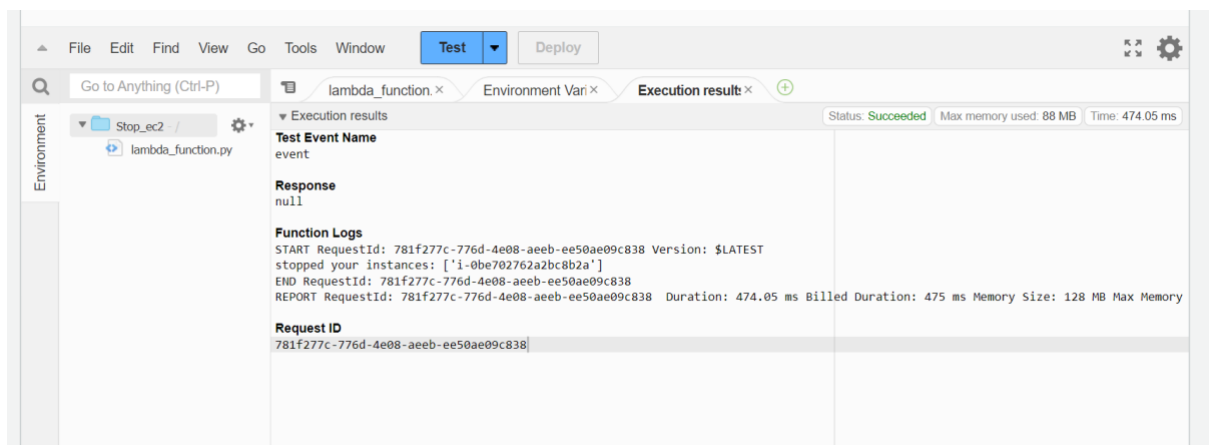 File Edit Find View Go Tools Window Test Deploy
Go to Anything (Ctrl-P)
lambda_function. × Environment Vari × Execution results ×
Environment
Stop_ec2 - /
lambda_function.py
Execution results
Status: Succeeded Max memory used: 88 MB Time: 474.05 ms
Test Event Name
event
Response
null
Function Logs
START RequestId: 781f277c-776d-4e08-aeeb-ee50ae09c838 Version: $LATEST
stopped your instances: ['i-0be702762a2bc8b2a']
END RequestId: 781f277c-776d-4e08-aeeb-ee50ae09c838
REPORT RequestId: 781f277c-776d-4e08-aeeb-ee50ae09c838 Duration: 474.05 ms Billed Duration: 475 ms Memory Size: 128 MB Max Memory
Request ID
781f277c-776d-4e08-aeeb-ee50ae09c838